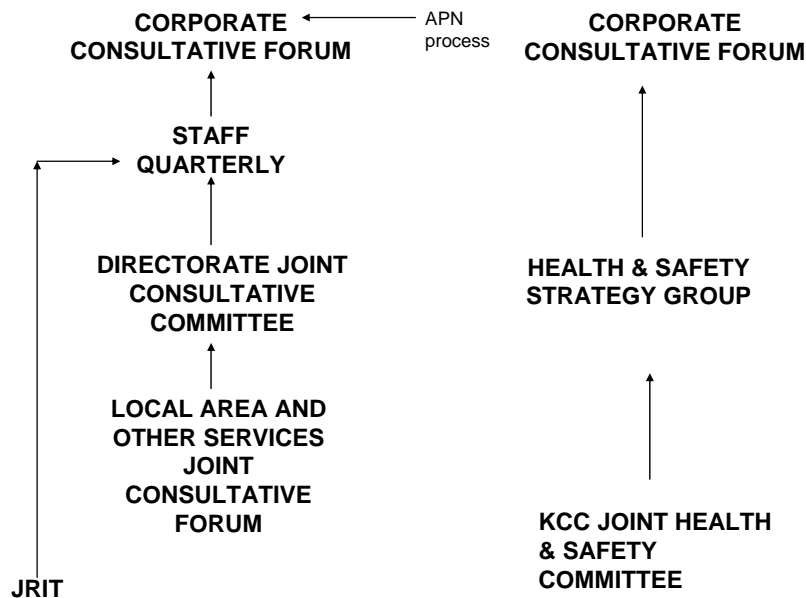 CORPORATE
CONSULTATIVE FORUM
APN
process
STAFF
QUARTERLY
DIRECTORATE JOINT
CONSULTATIVE
COMMITTEE
LOCAL AREA AND
OTHER SERVICES
JOINT
CONSULTATIVE
FORUM
JRIT
CORPORATE
CONSULTATIVE FORUM
HEALTH & SAFETY
STRATEGY GROUP
KCC JOINT HEALTH
& SAFETY
COMMITTEE